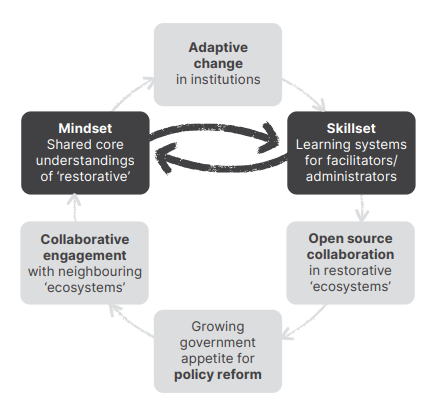 Adaptive
change
in institutions
Mindset
Shared core
understandings
of ‘restorative’
Skillset
Learning systems
for facilitators/
administrators
Collaborative
engagement
with neighbouring
‘ecosystems’
Open source
collaboration
in restorative
‘ecosystems’
Growing
government
appetite for
policy reform